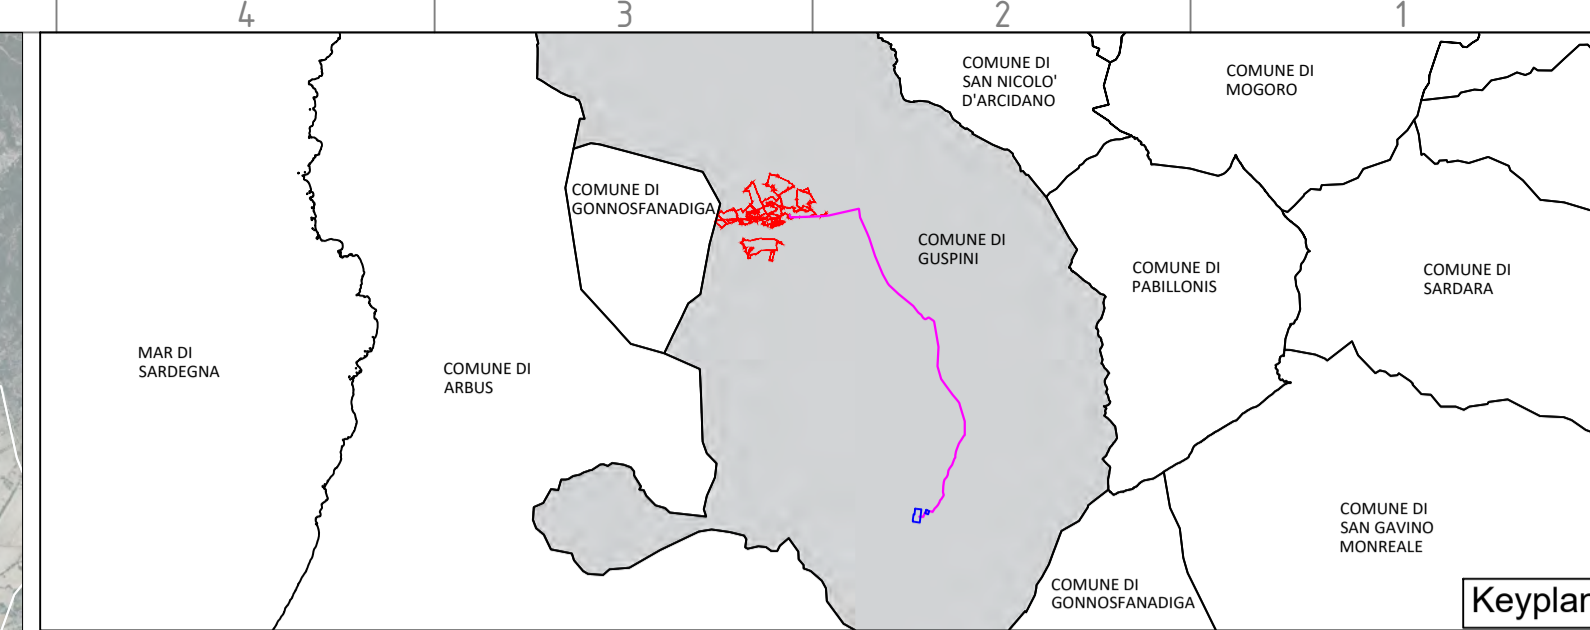 4 3 2 1
COMUNE DI
SAN NICOLO'
D'ARCIDANO
COMUNE DI
MOGORO
COMUNE DI
GONNOSFANADIGA
COMUNE DI
GUSPINI
COMUNE DI
PABILLONIS
COMUNE DI
SARDARA
MAR DI
SARDEGNA
COMUNE DI
ARBUS
COMUNE DI
SAN GAVINO
MONREALE
COMUNE DI
GONNOSFANADIGA
Keyplan